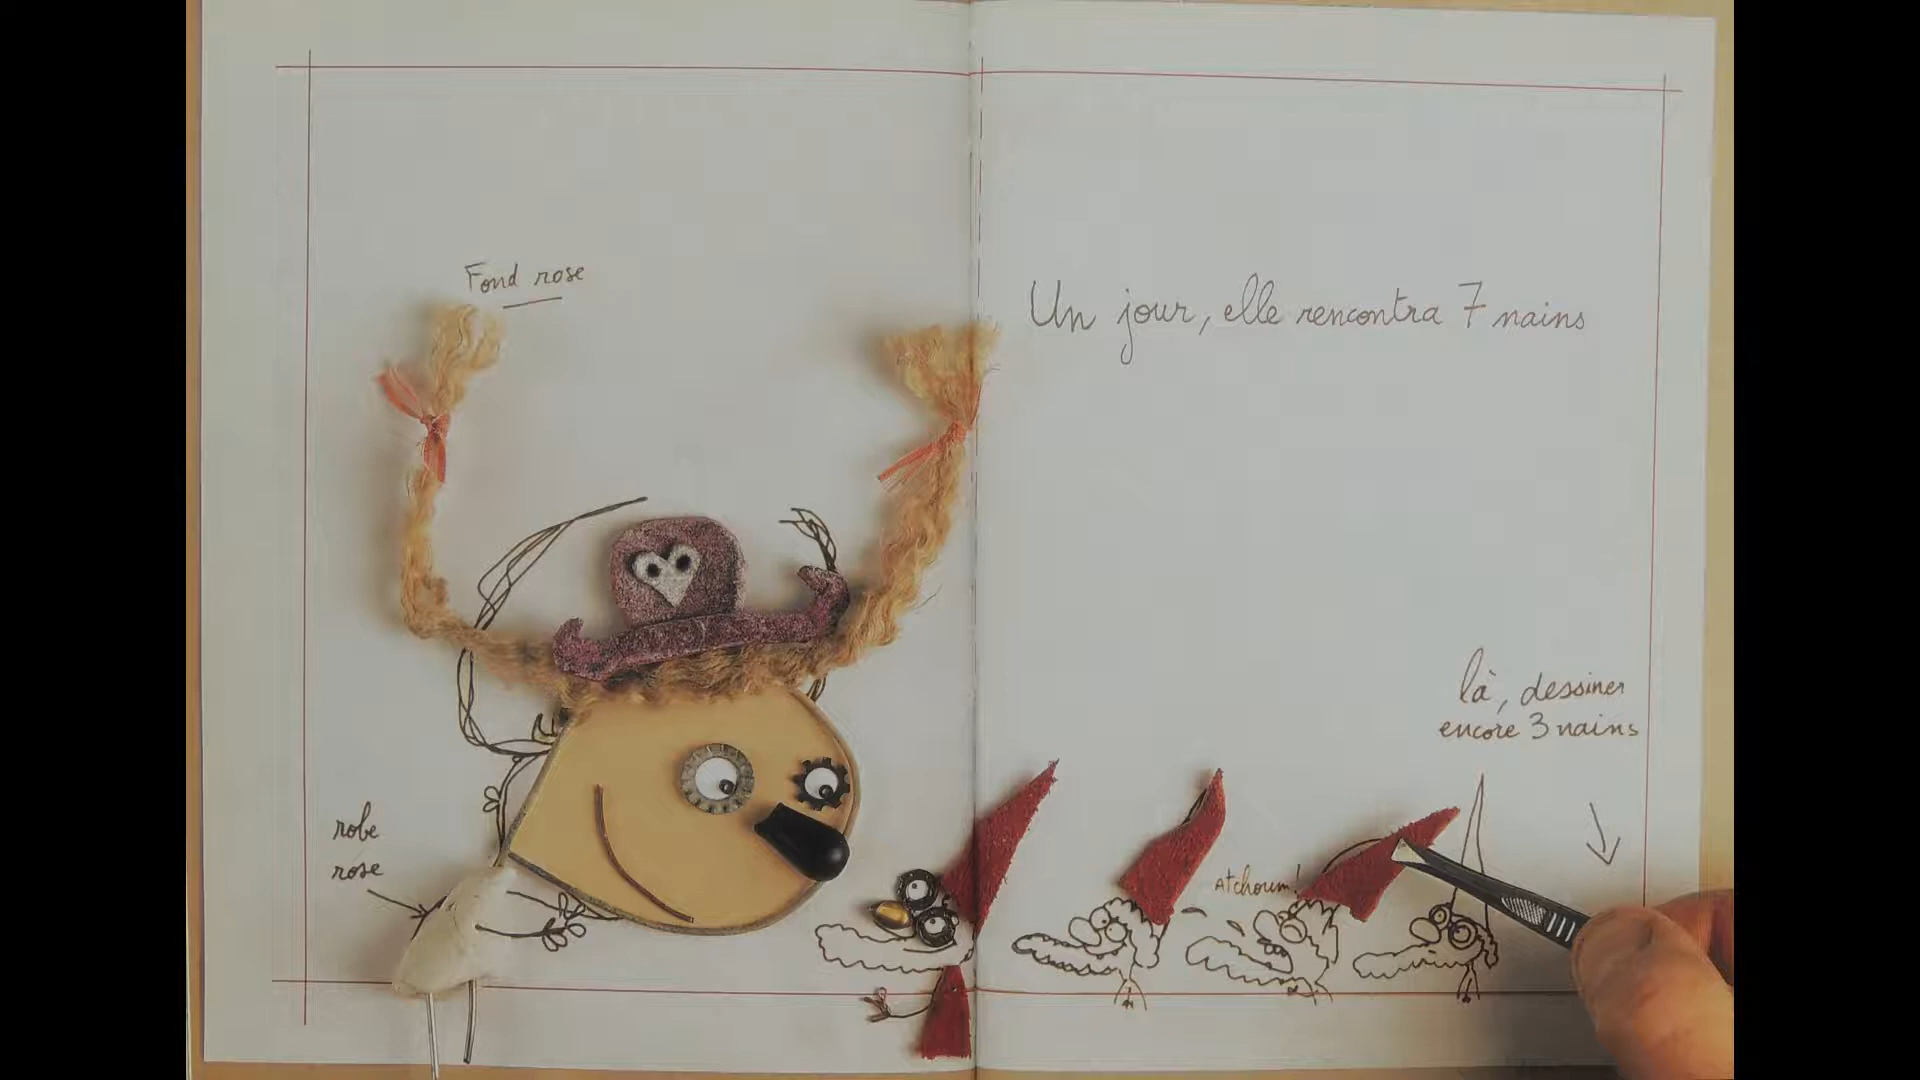 Fond rose
Un jour, elle rencontra 7 nains
là, dessiner
encore 3 nains
robe
rose
Atchoum!